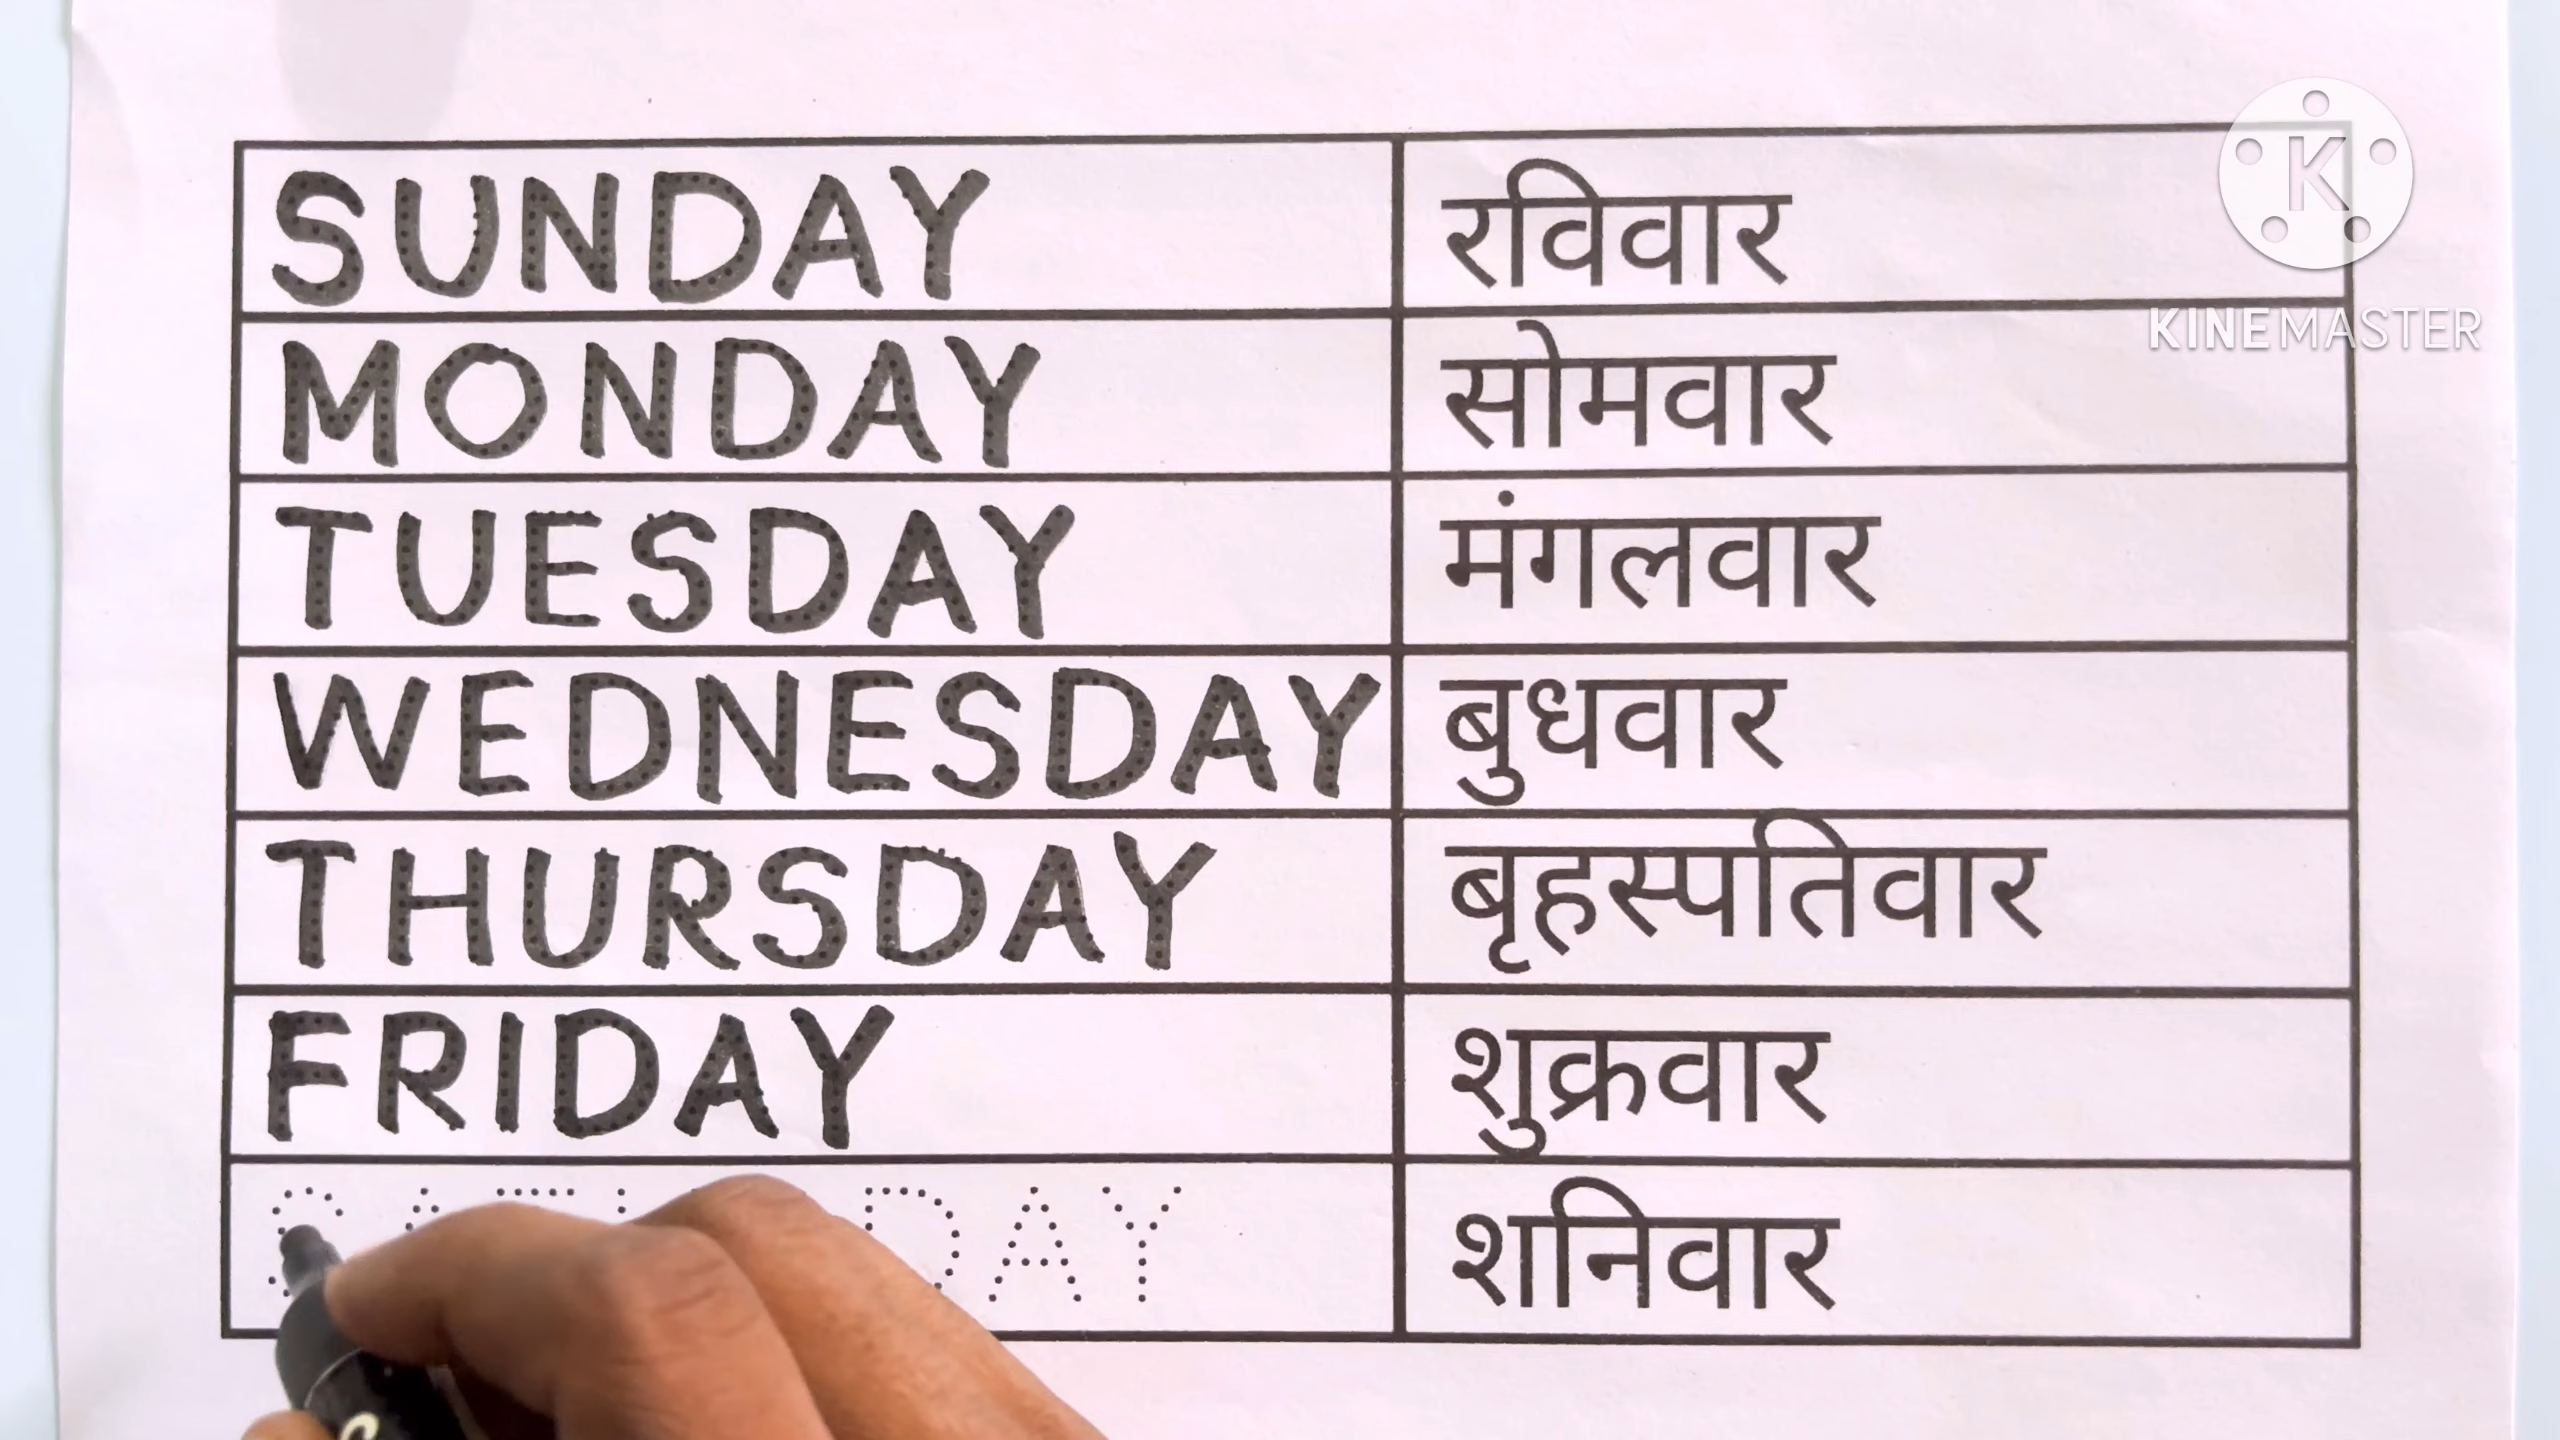 SUNDAY रविवार
MONDAY सोमवार
TUESDAY मंगलवार
WEDNESDAY बुधवार
THURSDAY बृहस्पतिवार
FRIDAY शुक्रवार
शनिवार
K
KINEMASTER